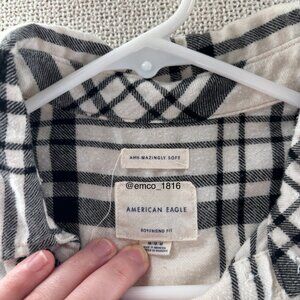 AHH-MAZINGLY SOFT
@emco_1816
AMERICAN EAGLE
BOYFRIEND FIT